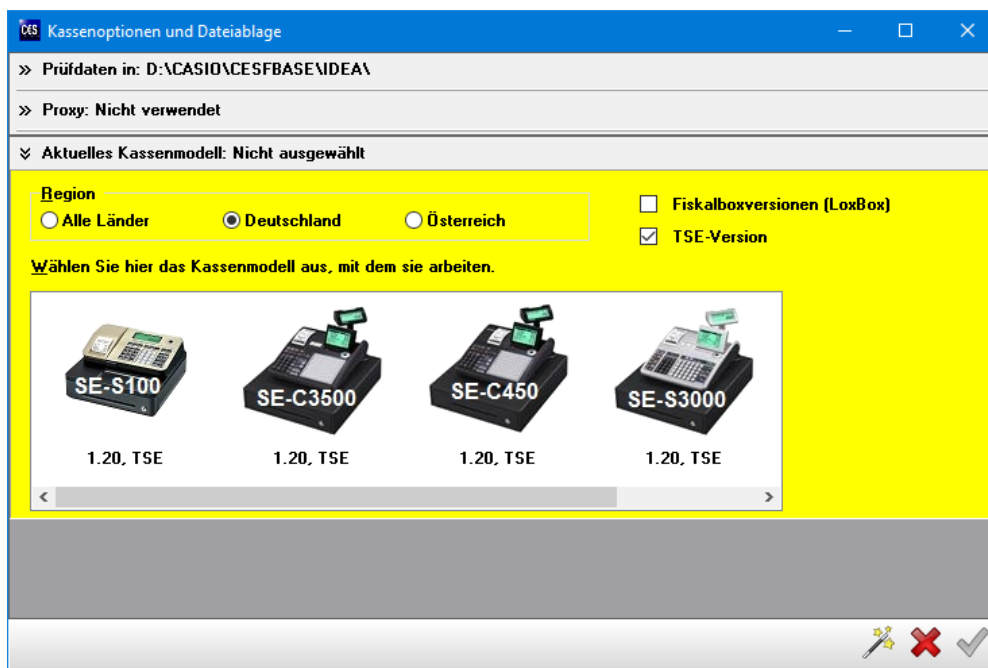 CES Kassenoptionen und Dateiablage
» Prüfdaten in: D:\CASIO\CESFBASE\IDEA\
» Proxy: Nicht verwendet
Aktuelles Kassenmodell: Nicht ausgewählt
Region
Alle Länder Deutschland Österreich
Fiskalboxversionen (LoxBox)
TSE-Version
Wählen Sie hier das Kassenmodell aus, mit dem sie arbeiten.
SE-S100 SE-C3500 SE-C450 SE-S3000
1.20, TSE 1.20, TSE 1.20, TSE 1.20, TSE